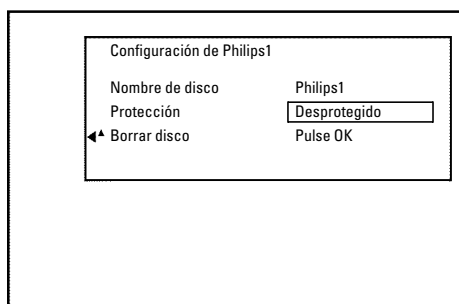 Configuración de Philips1
Nombre de disco Philips1
Protección Desprotegido
Borrar disco Pulse OK